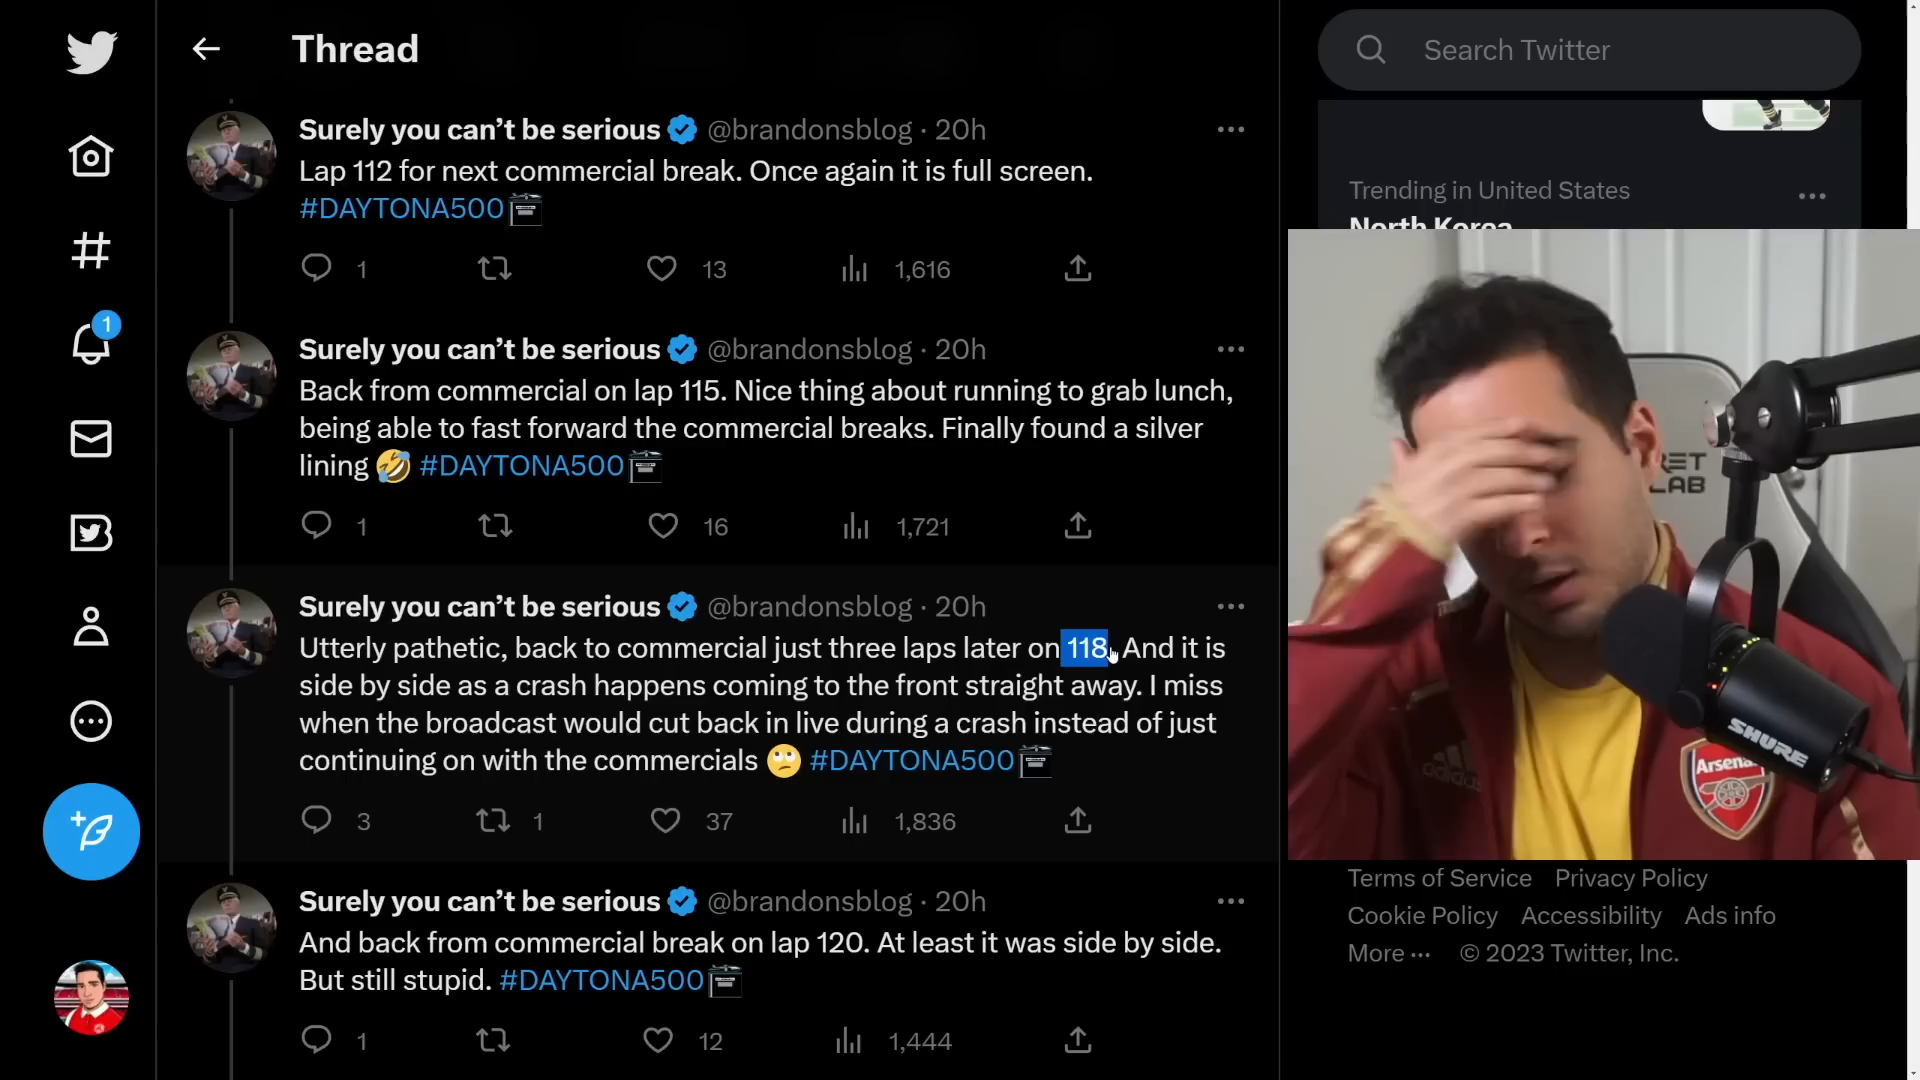 Thread
Search Twitter
Surely you can't be serious @brandonsblog · 20h
Lap 112 for next commercial break. Once again it is full screen.
#DAYTONA500
1 13 1,616
Surely you can't be serious @brandonsblog · 20h
Back from commercial on lap 115. Nice thing about running to grab lunch,
being able to fast forward the commercial breaks. Finally found a silver
lining 🤣 #DAYTONA500
1 16 1,721
Surely you can't be serious @brandonsblog · 20h
Utterly pathetic, back to commercial just three laps later on 118. And it is
side by side as a crash happens coming to the front straight away. I miss
when the broadcast would cut back in live during a crash instead of just
continuing on with the commercials 🙄 #DAYTONA500
3 1 37 1,836
Surely you can't be serious @brandonsblog · 20h
And back from commercial break on lap 120. At least it was side by side.
But still stupid. #DAYTONA500
1 12 1,444
1
Trending in United States
North Korea
LAB
SHURE
adidas
Arsenal
Terms of Service Privacy Policy
Cookie Policy Accessibility Ads info
More ··· © 2023 Twitter, Inc.